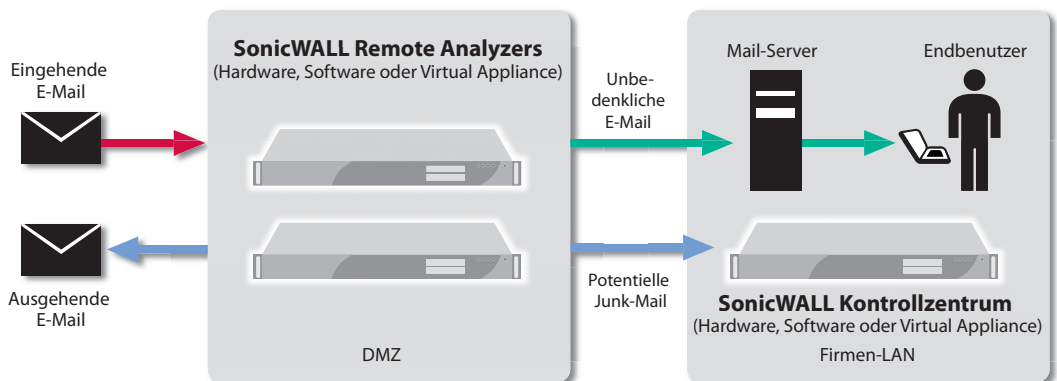 Eingehende
E-Mail
Ausgehende
E-Mail
SonicWALL Remote Analyzers
(Hardware, Software oder Virtual Appliance)
DMZ
Unbe-
denkliche
E-Mail
Potentielle
Junk-Mail
Mail-Server
Endbenutzer
SonicWALL Kontrollzentrum
(Hardware, Software oder Virtual Appliance)
Firmen-LAN